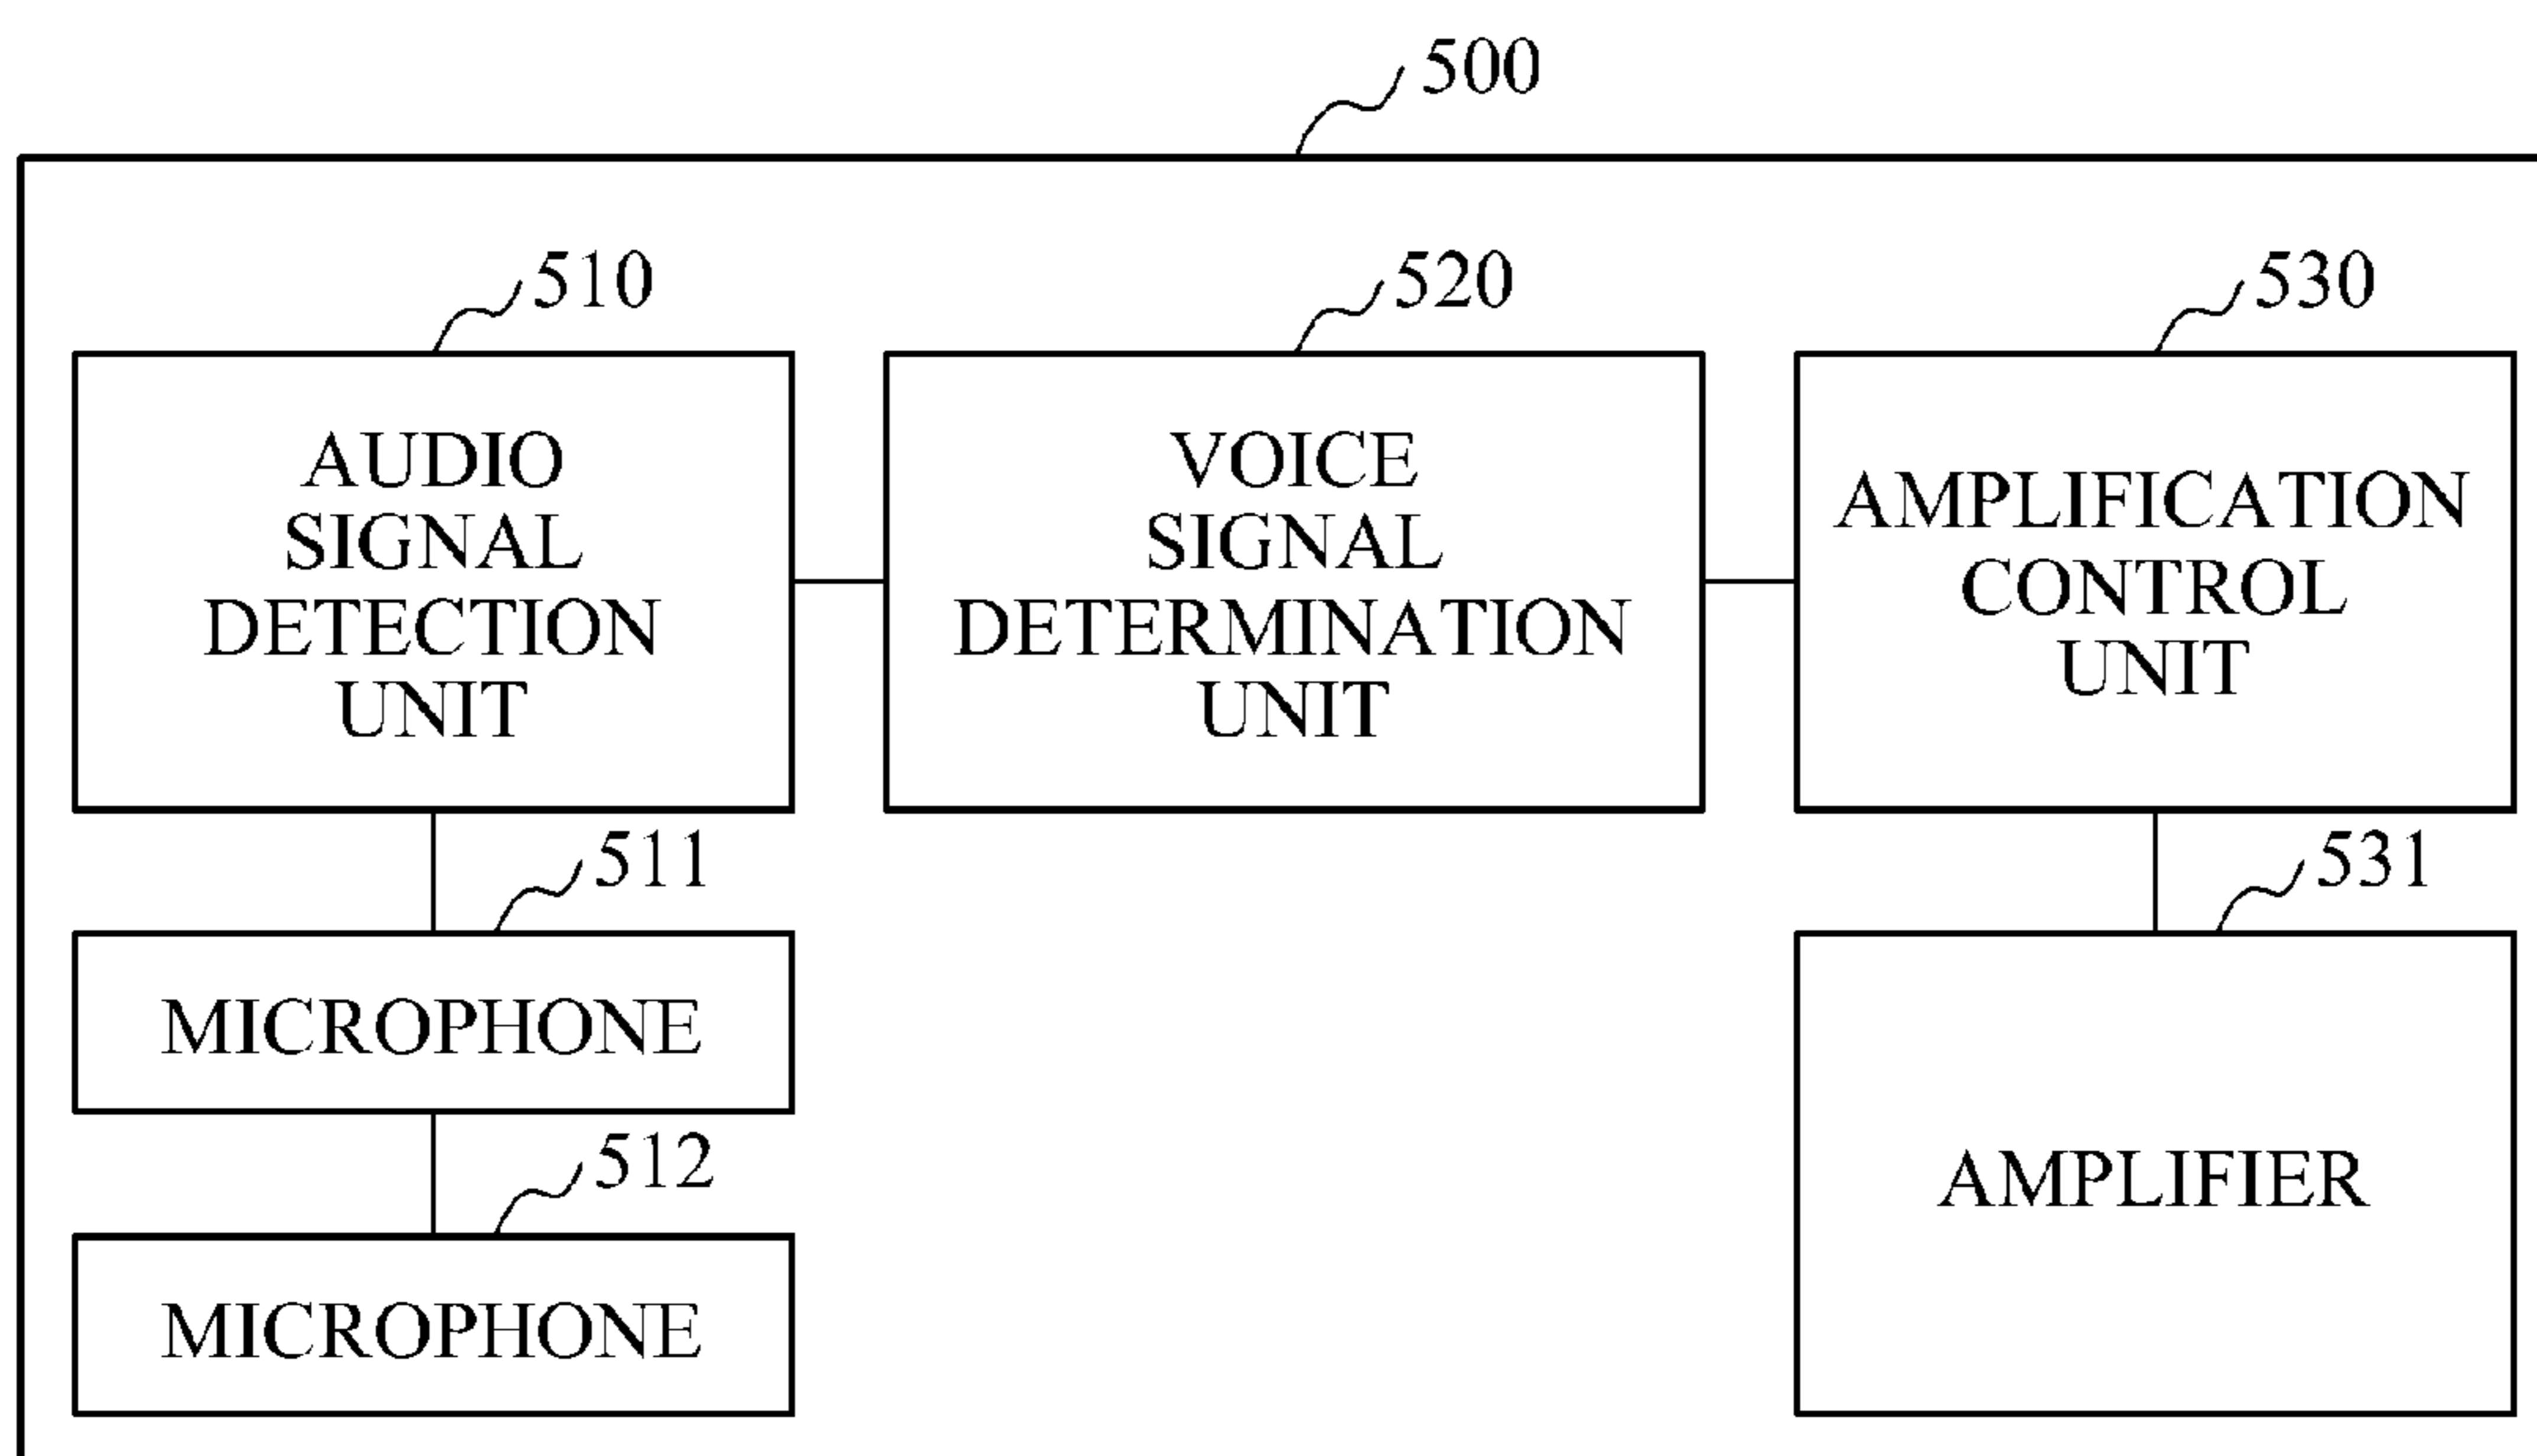 500
510
520
530
AUDIO
SIGNAL
DETECTION
UNIT
VOICE
SIGNAL
DETERMINATION
UNIT
AMPLIFICATION
CONTROL
UNIT
511
MICROPHONE
512
MICROPHONE
531
AMPLIFIER